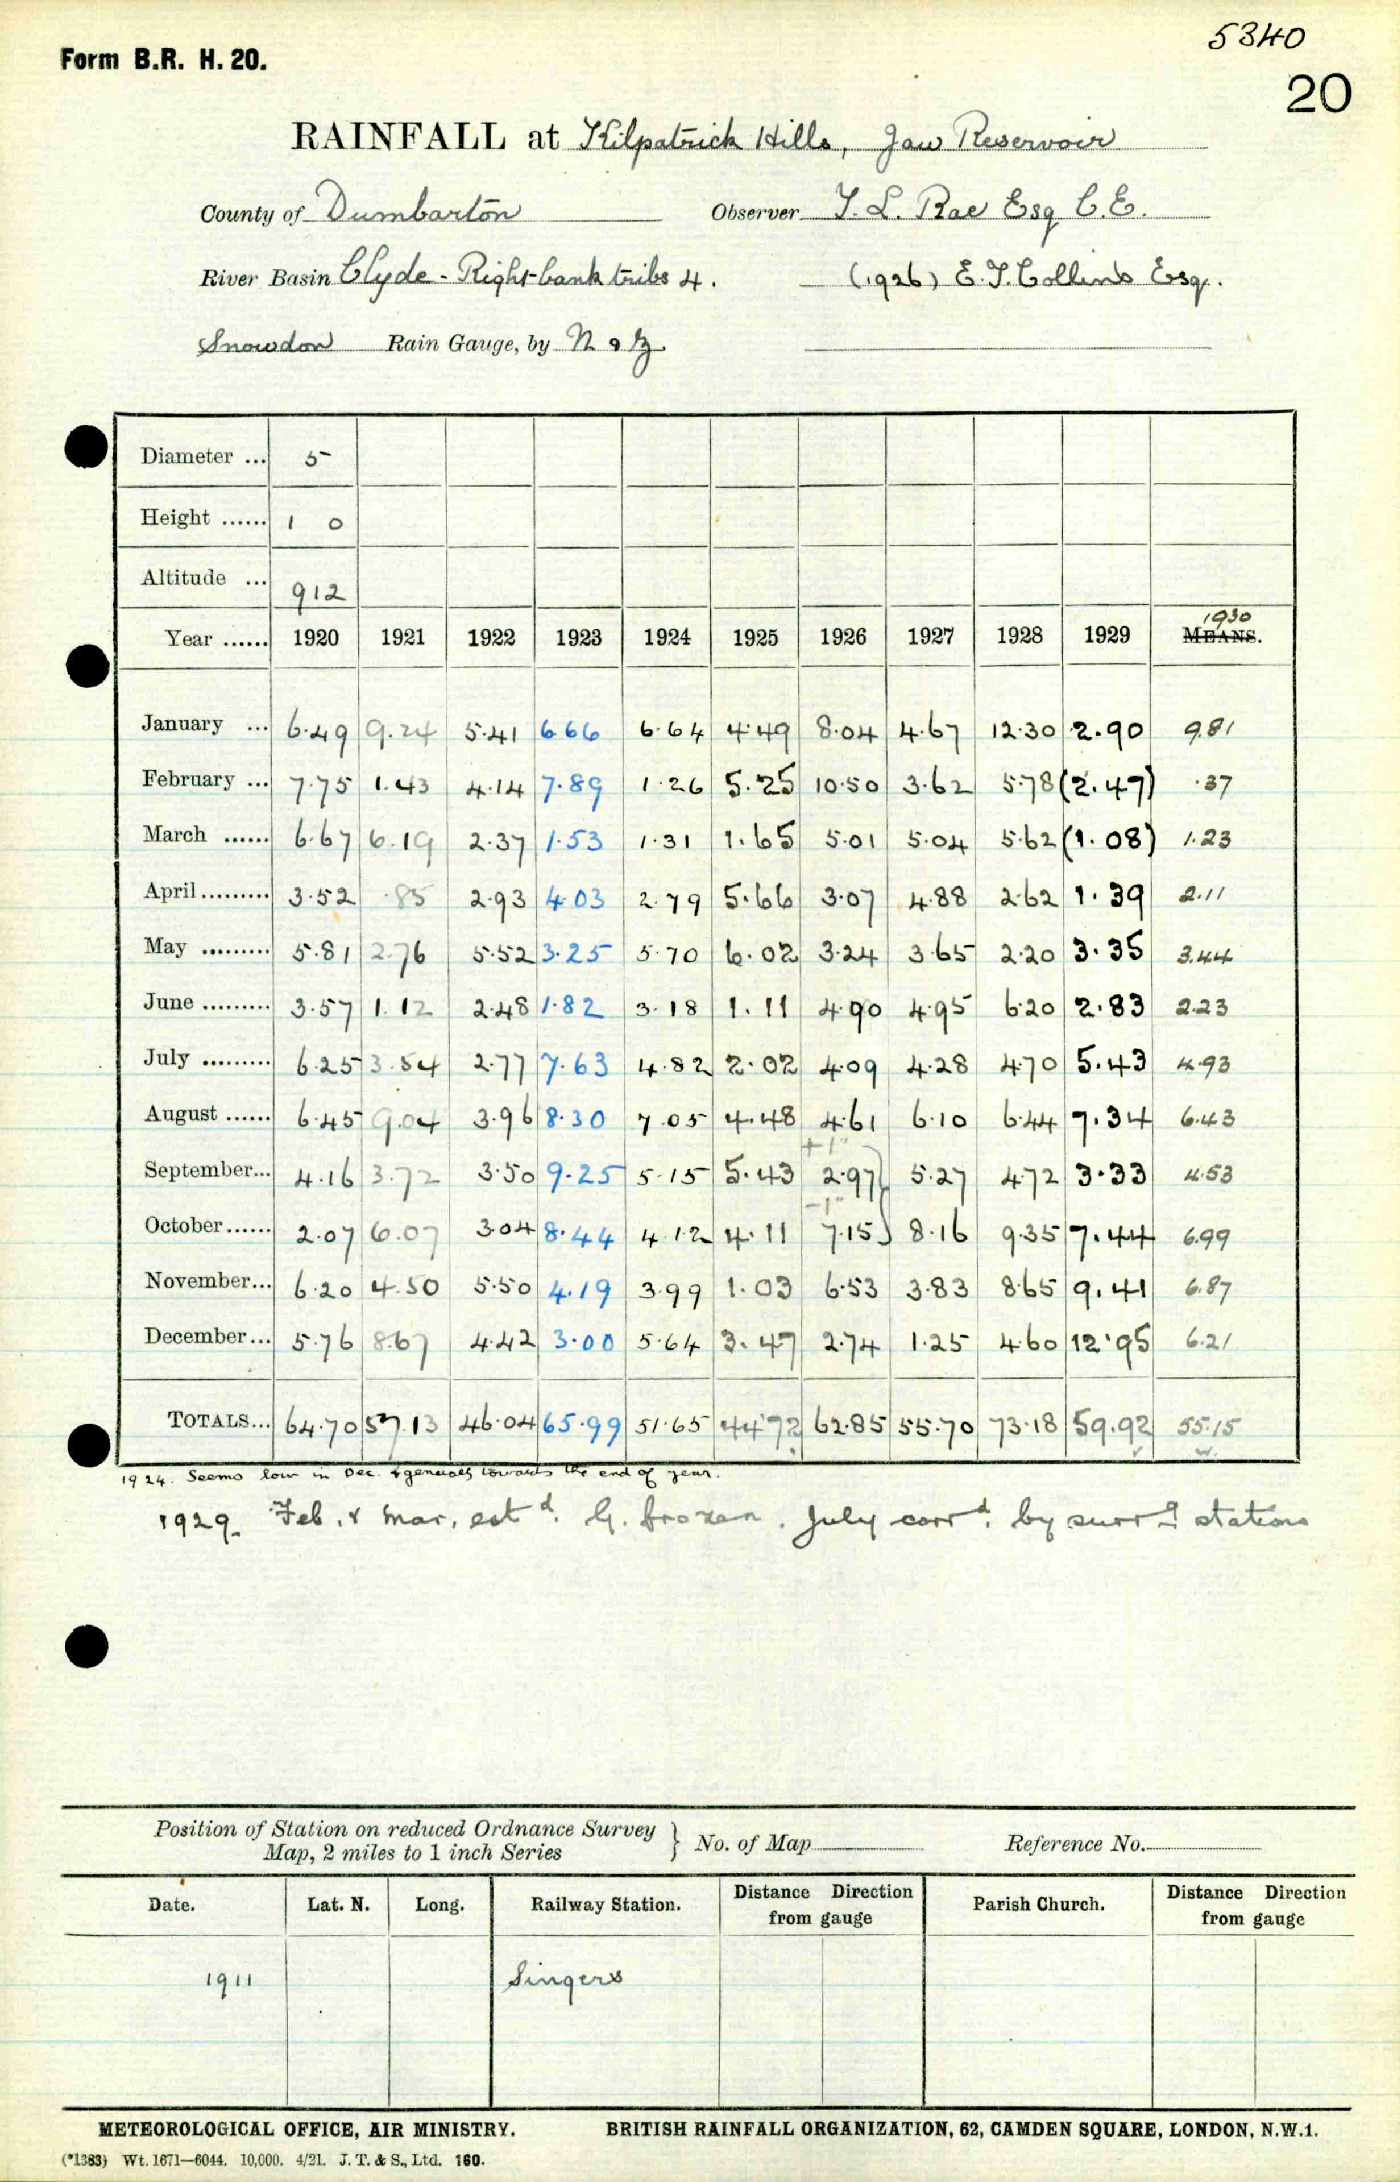 5340
Form B.R. H. 20.
20
RAINFALL at Kilpatrick Hills, Jaw Reservoir
County of Dumbarton Observer T. L. Rae Esq C.E.
River Basin Clyde - Right-bank tribs 4. (1926) E.T. Collins Esq.
Snowdon Rain Gauge, by N & Z
Diameter ... 5
Height ...... 1 0
Altitude ... 912
1930
Year ...... 1920 1921 1922 1923 1924 1925 1926 1927 1928 1929 MEANS.
January ... 6.49 9.24 5.41 6.66 6.64 4.49 8.04 4.67 12.30 2.90 9.81
February ... 7.75 1.43 4.14 7.89 1.26 5.25 10.50 3.62 5.78 (2.47) .37
March ...... 6.67 6.19 2.37 1.53 1.31 1.65 5.01 5.04 5.62 (1.08) 1.23
April ......... 3.52 .85 2.93 4.03 2.79 5.66 3.07 4.88 2.62 1.39 2.11
May ......... 5.81 2.76 5.52 3.25 5.70 6.02 3.24 3.65 2.20 3.35 3.44
June ......... 3.57 1.12 2.48 1.82 3.18 1.11 4.90 4.95 6.20 2.83 2.23
July ......... 6.25 3.54 2.77 7.63 4.82 2.02 4.09 4.28 4.70 5.43 4.93
August ...... 6.45 9.04 3.96 8.30 7.05 4.48 4.61 6.10 6.44 7.34 6.43
+1"
September... 4.16 3.72 3.50 9.25 5.15 5.43 2.97 5.27 4.72 3.33 4.53
-1"
October...... 2.07 6.07 3.04 8.44 4.12 4.11 7.15 8.16 9.35 7.44 6.99
November... 6.20 4.50 5.50 4.19 3.99 1.03 6.53 3.83 8.65 9.41 6.87
December... 5.76 8.67 4.42 3.00 5.64 3.47 2.74 1.25 4.60 12.95 6.21
TOTALS... 64.70 57.13 46.04 65.99 51.65 44.72 62.85 55.70 73.18 59.92 55.15
1924. Seems low in Dec. & generally towards the end of year.
1929. Feb. & Mar. estd. G. frozen. July corrd. by surrg stations
Position of Station on reduced Ordnance Survey
Map, 2 miles to 1 inch Series } No. of Map Reference No.
Date. Lat. N. Long. Railway Station. Distance Direction from gauge Parish Church. Distance Direction from gauge
1911 Singers
METEOROLOGICAL OFFICE, AIR MINISTRY. BRITISH RAINFALL ORGANIZATION, 62, CAMDEN SQUARE, LONDON, N.W.1.
(*1383) Wt. 1671—6044. 10,000. 4/21. J. T. & S., Ltd. 160.